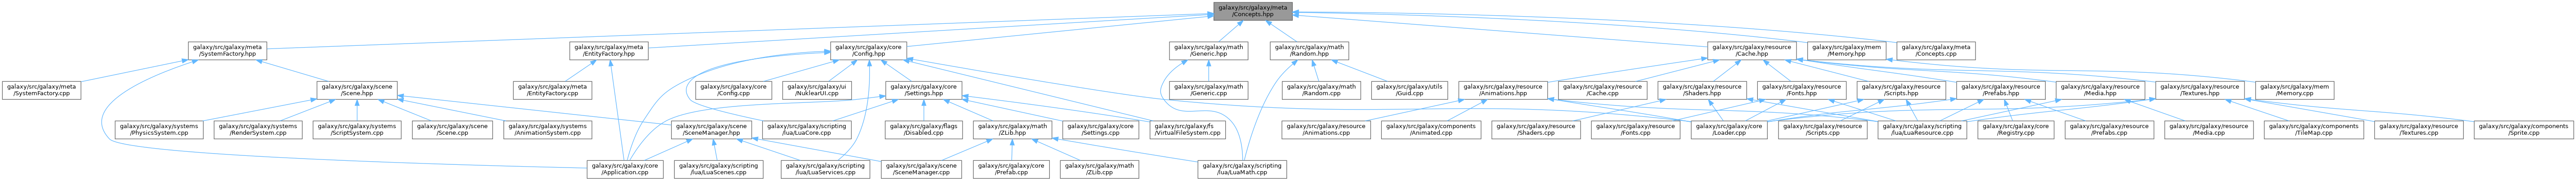 galaxy/src/galaxy/meta
/Concepts.hpp
galaxy/src/galaxy/meta
/SystemFactory.hpp
galaxy/src/galaxy/meta
/EntityFactory.hpp
galaxy/src/galaxy/core
/Config.hpp
galaxy/src/galaxy/math
/Generic.hpp
galaxy/src/galaxy/math
/Random.hpp
galaxy/src/galaxy/resource
/Cache.hpp
galaxy/src/galaxy/mem
/Memory.hpp
galaxy/src/galaxy/meta
/Concepts.cpp
galaxy/src/galaxy/meta
/SystemFactory.cpp
galaxy/src/galaxy/scene
/Scene.hpp
galaxy/src/galaxy/meta
/EntityFactory.cpp
galaxy/src/galaxy/core
/Config.cpp
galaxy/src/galaxy/ui
/NuklearUI.cpp
galaxy/src/galaxy/core
/Settings.hpp
galaxy/src/galaxy/math
/Generic.cpp
galaxy/src/galaxy/math
/Random.cpp
galaxy/src/galaxy/utils
/Guid.cpp
galaxy/src/galaxy/resource
/Animations.hpp
galaxy/src/galaxy/resource
/Cache.cpp
galaxy/src/galaxy/resource
/Shaders.hpp
galaxy/src/galaxy/resource
/Fonts.hpp
galaxy/src/galaxy/resource
/Scripts.hpp
galaxy/src/galaxy/resource
/Prefabs.hpp
galaxy/src/galaxy/resource
/Media.hpp
galaxy/src/galaxy/resource
/Textures.hpp
galaxy/src/galaxy/mem
/Memory.cpp
galaxy/src/galaxy/systems
/PhysicsSystem.cpp
galaxy/src/galaxy/systems
/RenderSystem.cpp
galaxy/src/galaxy/systems
/ScriptSystem.cpp
galaxy/src/galaxy/scene
/Scene.cpp
galaxy/src/galaxy/systems
/AnimationSystem.cpp
galaxy/src/galaxy/scene
/SceneManager.hpp
galaxy/src/galaxy/scripting
/lua/LuaCore.cpp
galaxy/src/galaxy/flags
/Disabled.cpp
galaxy/src/galaxy/math
/ZLib.hpp
galaxy/src/galaxy/core
/Settings.cpp
galaxy/src/galaxy/fs
/VirtualFileSystem.cpp
galaxy/src/galaxy/resource
/Animations.cpp
galaxy/src/galaxy/components
/Animated.cpp
galaxy/src/galaxy/resource
/Shaders.cpp
galaxy/src/galaxy/resource
/Fonts.cpp
galaxy/src/galaxy/core
/Loader.cpp
galaxy/src/galaxy/resource
/Scripts.cpp
galaxy/src/galaxy/scripting
/lua/LuaResource.cpp
galaxy/src/galaxy/core
/Registry.cpp
galaxy/src/galaxy/resource
/Prefabs.cpp
galaxy/src/galaxy/resource
/Media.cpp
galaxy/src/galaxy/components
/TileMap.cpp
galaxy/src/galaxy/resource
/Textures.cpp
galaxy/src/galaxy/components
/Sprite.cpp
galaxy/src/galaxy/core
/Application.cpp
galaxy/src/galaxy/scripting
/lua/LuaScenes.cpp
galaxy/src/galaxy/scripting
/lua/LuaServices.cpp
galaxy/src/galaxy/scene
/SceneManager.cpp
galaxy/src/galaxy/core
/Prefab.cpp
galaxy/src/galaxy/math
/ZLib.cpp
galaxy/src/galaxy/scripting
/lua/LuaMath.cpp